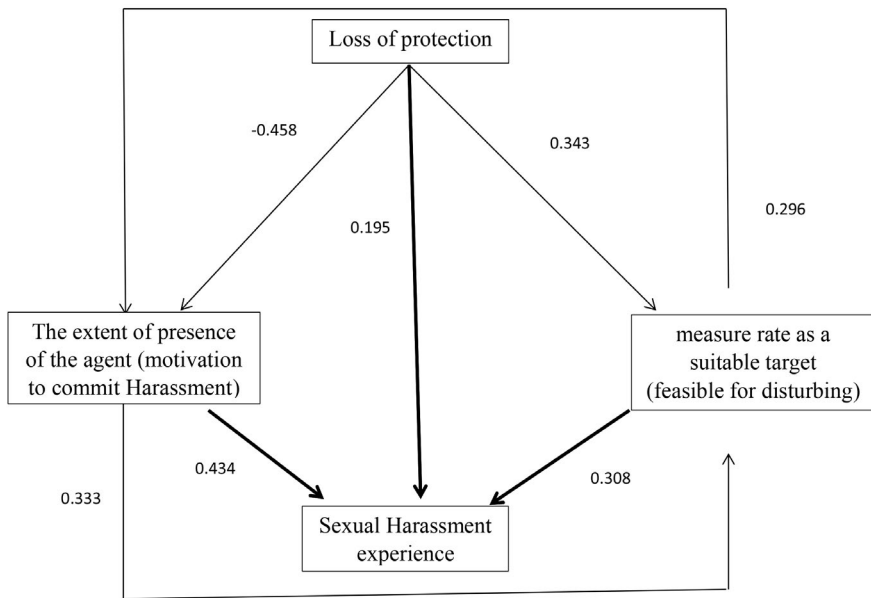 Loss of protection
-0.458
0.343
0.195
0.296
The extent of presence
of the agent (motivation
to commit Harassment)
measure rate as a
suitable target
(feasible for disturbing)
0.434
0.308
0.333
Sexual Harassment
experience